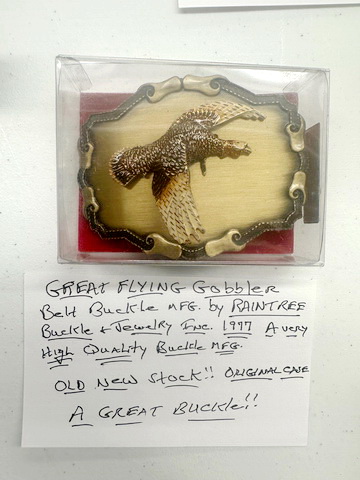 GREAT FLYING GObblER
Belt Buckle MFG. by RAINTREE
Buckle & Jewelry Inc. 1977 A very
High Quality Buckle MFG.
OLD NEW Stock!! ORIGINAL CASE
A GREAT BUCKLE!!